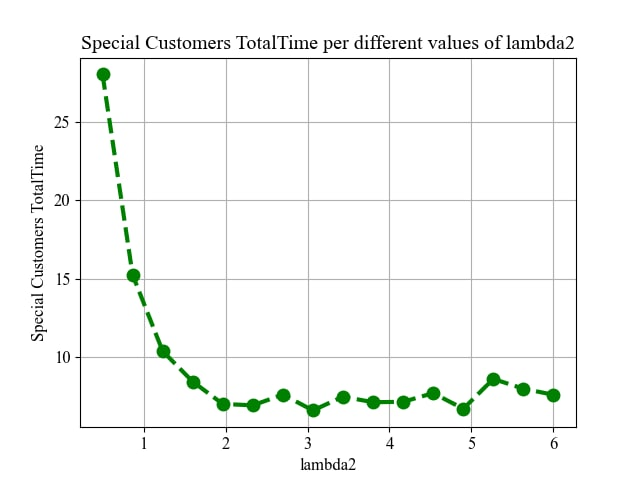 Special Customers TotalTime per different values of lambda2
Special Customers TotalTime
25
20
15
10
1 2 3 4 5 6
lambda2